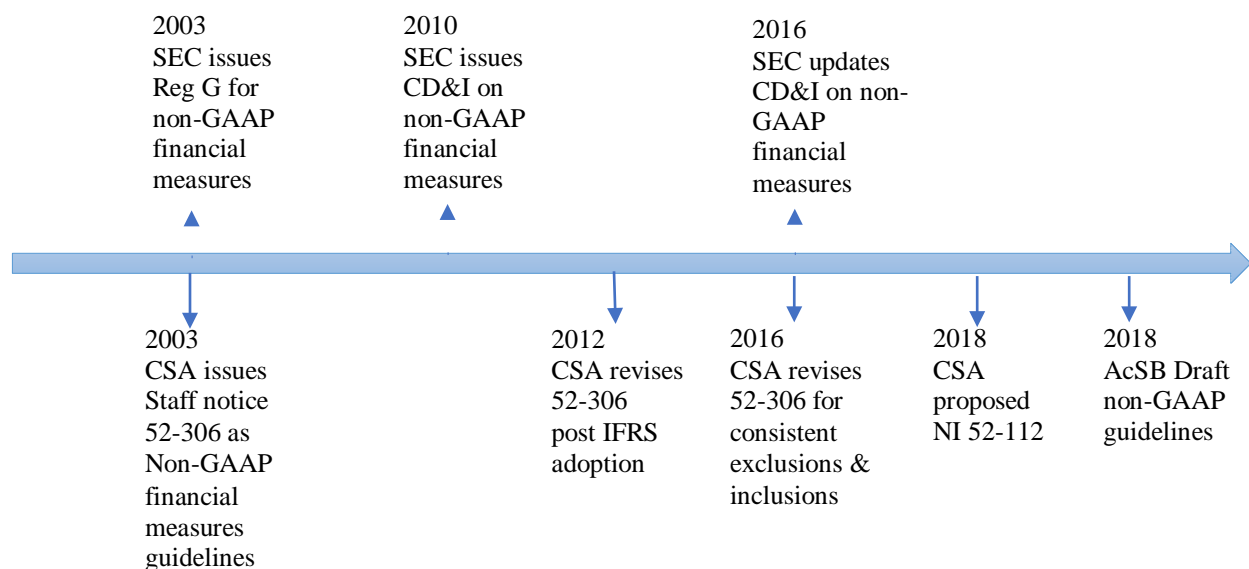 2003
SEC issues
Reg G for
non-GAAP
financial
measures
2010
SEC issues
CD&I on
non-GAAP
financial
measures
2016
SEC updates
CD&I on non-
GAAP
financial
measures
2003
CSA issues
Staff notice
52-306 as
Non-GAAP
financial
measures
guidelines
2012
CSA revises
52-306
post IFRS
adoption
2016
CSA revises
52-306 for
consistent
exclusions &
inclusions
2018
CSA
proposed
NI 52-112
2018
AcSB Draft
non-GAAP
guidelines